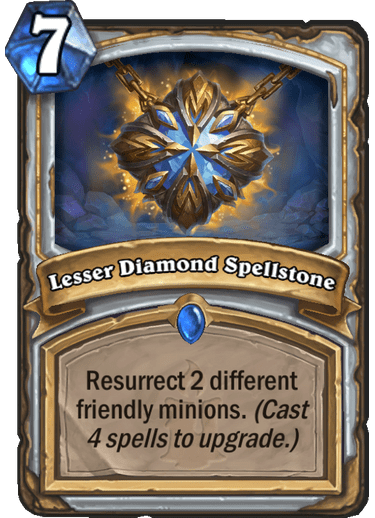 7
Lesser Diamond Spellstone
Resurrect 2 different
friendly minions. (Cast
4 spells to upgrade.)